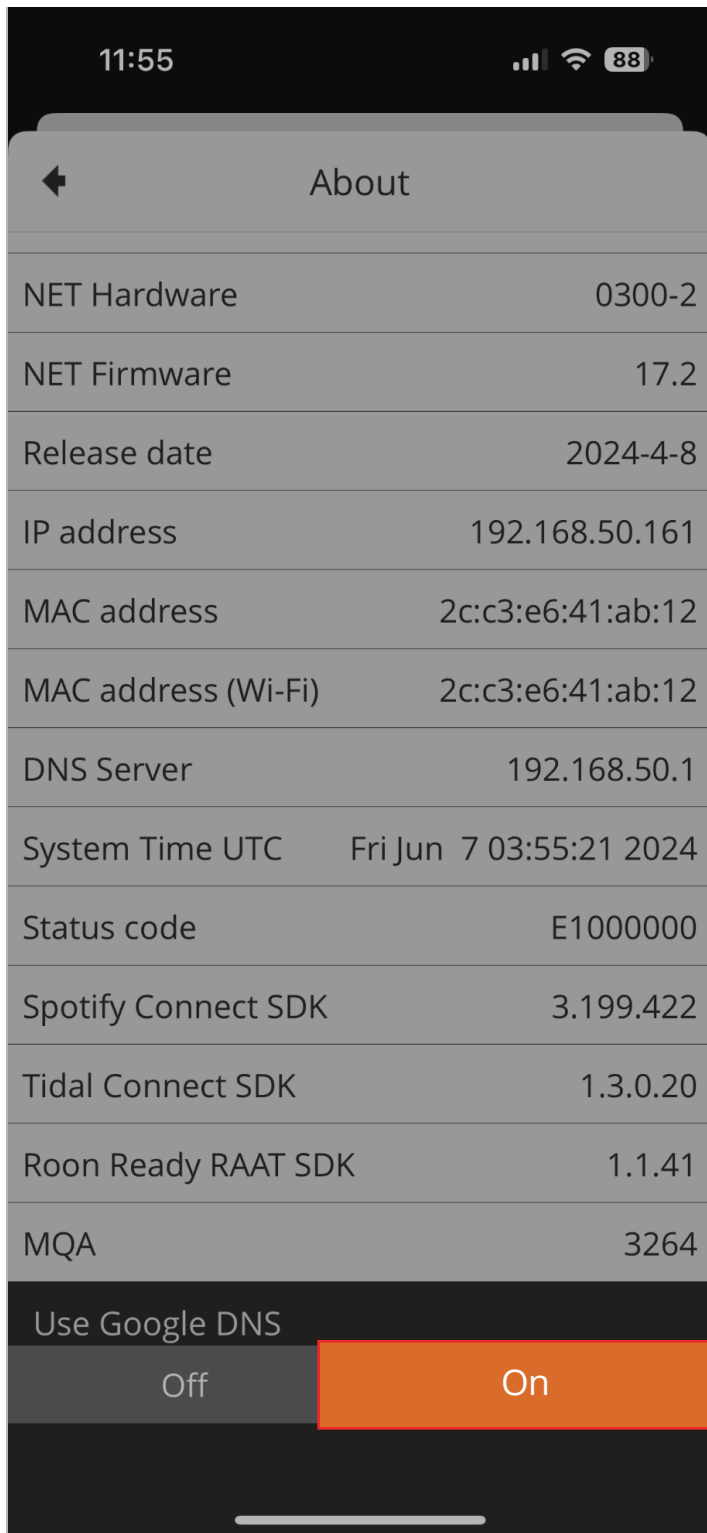 11:55 88
About
NET Hardware 0300-2
NET Firmware 17.2
Release date 2024-4-8
IP address 192.168.50.161
MAC address 2c:c3:e6:41:ab:12
MAC address (Wi-Fi) 2c:c3:e6:41:ab:12
DNS Server 192.168.50.1
System Time UTC Fri Jun  7 03:55:21 2024
Status code E1000000
Spotify Connect SDK 3.199.422
Tidal Connect SDK 1.3.0.20
Roon Ready RAAT SDK 1.1.41
MQA 3264
Use Google DNS
Off On